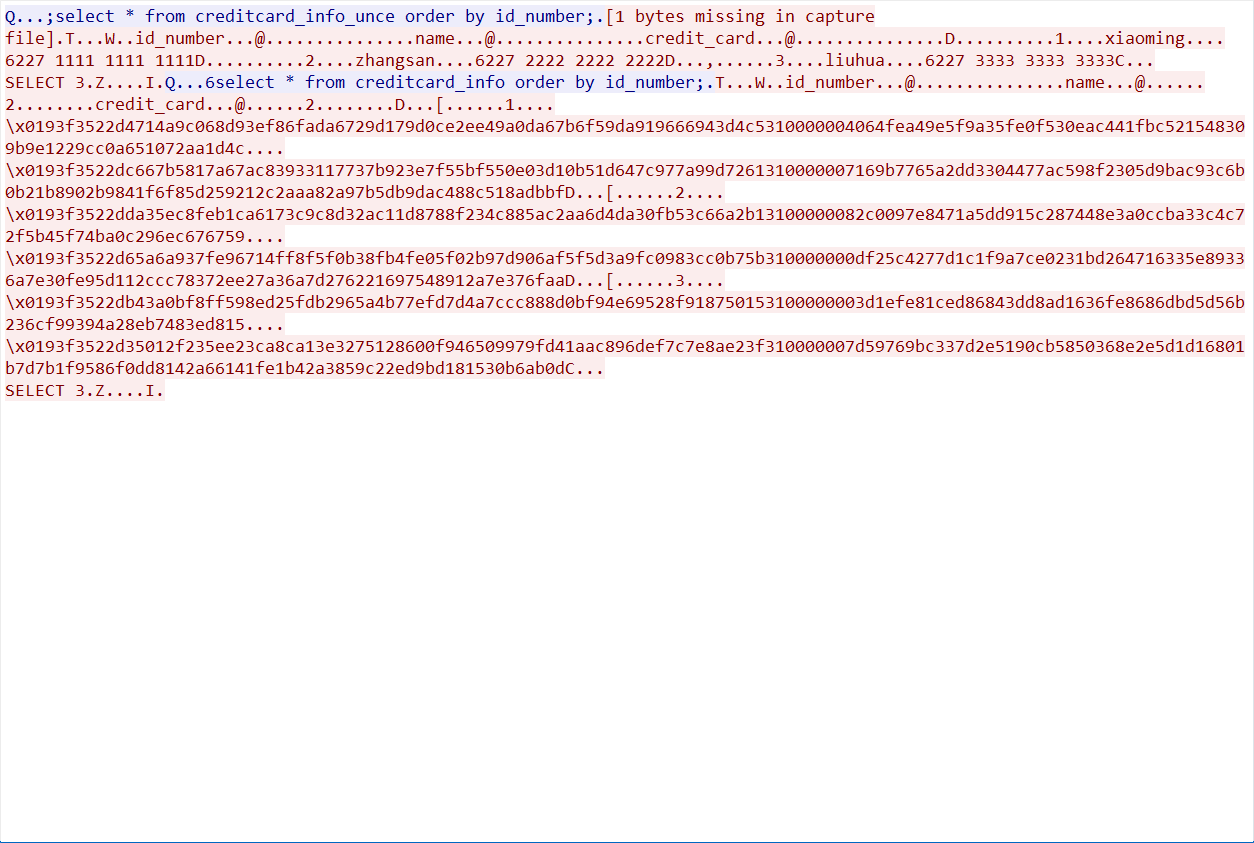 Q...;select * from creditcard_info_unce order by id_number;.[1 bytes missing in capture
file].T...W..id_number...@...............name...@...............credit_card...@...............D..........1....xiaoming....
6227 1111 1111 1111D..........2....zhangsan....6227 2222 2222 2222D...,......3....liuhua....6227 3333 3333 3333C...
SELECT 3.Z....I.Q...6select * from creditcard_info order by id_number;.T...W..id_number...@...............name...@......
2........credit_card...@......2........D...[......1....
\x0193f3522d4714a9c068d93ef86fada6729d179d0ce2ee49a0da67b6f59da919666943d4c5310000004064fea49e5f9a35fe0f530eac441fbc521548309
9b9e1229cc0a651072aa1d4c....
\x0193f3522dc667b5817a67ac83933117737b923e7f55bf550e03d10b51d647c977a99d7261310000007169b7765a2dd3304477ac598f2305d9bac93c6b
0b21b8902b9841f6f85d259212c2aaa82a97b5db9dac488c518adbbfD...[......2....
\x0193f3522dda35ec8feb1ca6173c9c8d32ac11d8788f234c885ac2aa6d4da30fb53c66a2b13100000082c0097e8471a5dd915c287448e3a0ccba33c4c7
2f5b45f74ba0c296ec676759....
\x0193f3522d65a6a937fe96714ff8f5f0b38fb4fe05f02b97d906af5f5d3a9fc0983cc0b75b310000000df25c4277d1c1f9a7ce0231bd264716335e8933
6a7e30fe95d112ccc78372ee27a36a7d276221697548912a7e376faaD...[......3....
\x0193f3522db43a0bf8ff598ed25fdb2965a4b77efd7d4a7ccc888d0bf94e69528f918750153100000003d1efe81ced86843dd8ad1636fe8686dbd5d56b
236cf99394a28eb7483ed815....
\x0193f3522d35012f235ee23ca8ca13e3275128600f946509979fd41aac896def7c7e8ae23f310000007d59769bc337d2e5190cb5850368e2e5d1d16801
b7d7b1f9586f0dd8142a66141fe1b42a3859c22ed9bd181530b6ab0dC...
SELECT 3.Z....I.